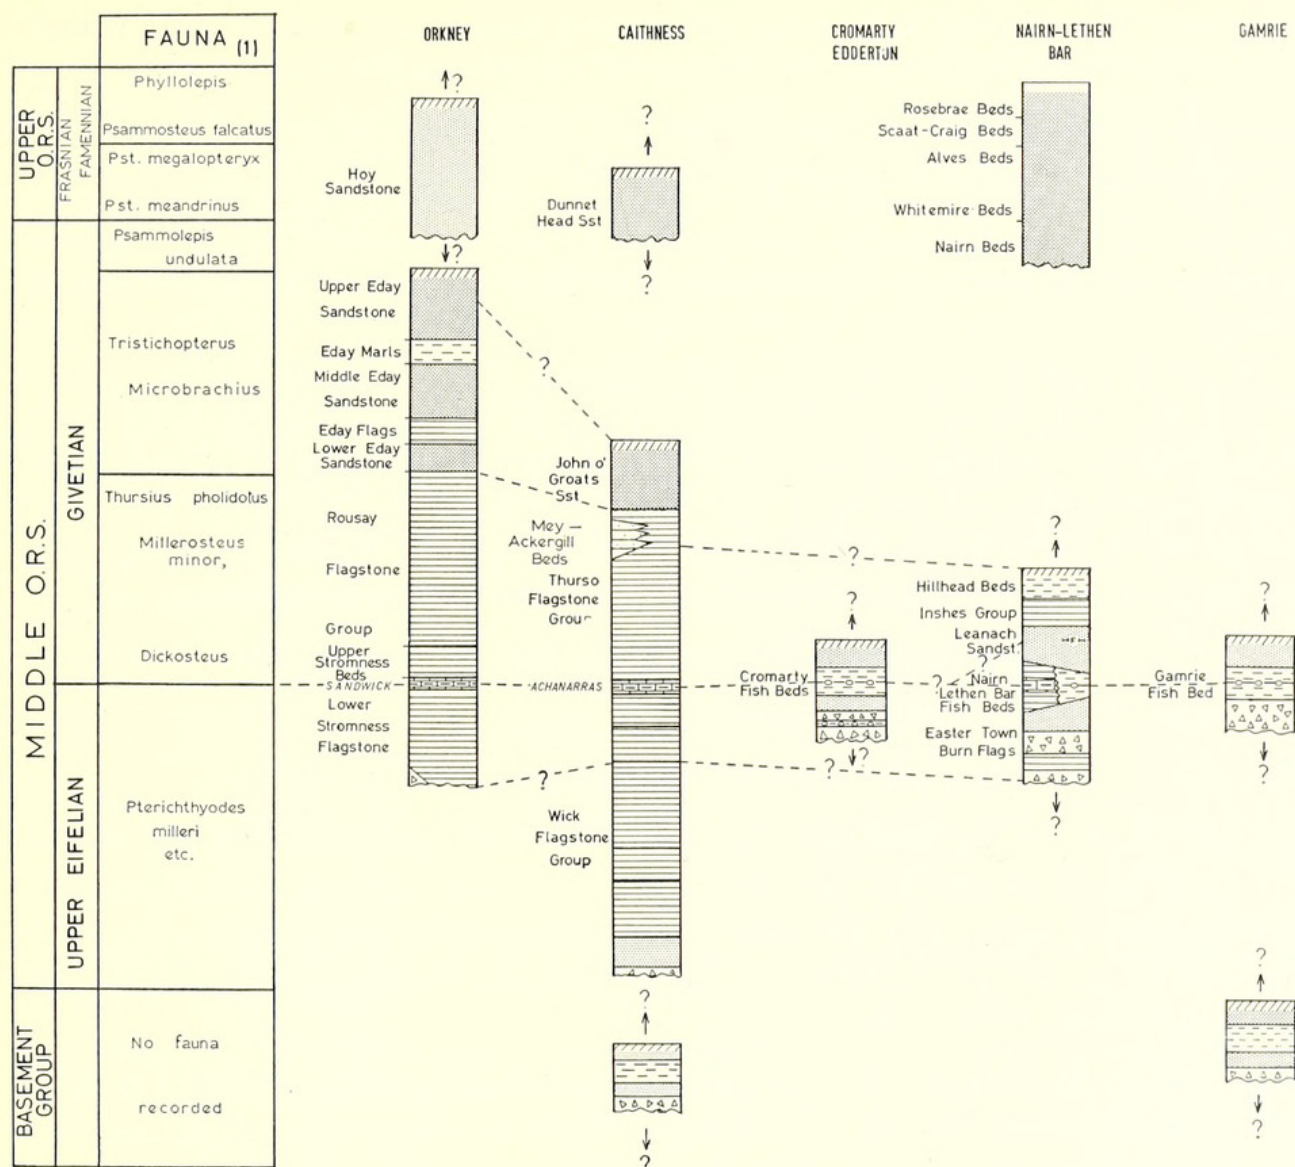 FAUNA (1)
ORKNEY
CAITHNESS
CROMARTY
EDDERTON
NAIRN-LETHEN
BAR
GAMRIE
UPPER
O.R.S.
FRASNIAN
FAMENNIAN
Phyllolepis
Psammosteus falcatus
Pst. megalopteryx
Pst. meandrinus
MIDDLE O.R.S.
GIVETIAN
Psammolepis
undulata
Tristichopterus
Microbrachius
Thursius pholidotus
Millerosteus
minor,
Dickosteus
UPPER EIFELIAN
Pterichthyodes
milleri
etc.
BASEMENT
GROUP
No fauna
recorded
?
Hoy
Sandstone
?
Upper Eday
Sandstone
Eday Marls
Middle Eday
Sandstone
Eday Flags
Lower Eday
Sandstone
Rousay
Flagstone
Group
Upper
Stromness
Beds
SANDWICK
Lower
Stromness
Flagstone
?
?
?
Dunnet
Head Sst
?
John o'
Groats
Sst
Mey —
Ackergill
Beds
Thurso
Flagstone
Group
ACHANARRAS
Wick
Flagstone
Group
?
?
?
?
Cromarty
Fish Beds
?
?
?
Rosebrae Beds
Scaat-Craig Beds
Alves Beds
Whitemire Beds
Nairn Beds
?
Hillhead Beds
Inshes Group
Leanach
Sandst.
?
?
Nairn
Lethen Bar
Fish Beds
Easter Town
Burn Flags
?
?
Gamrie
Fish Bed
?
?
?